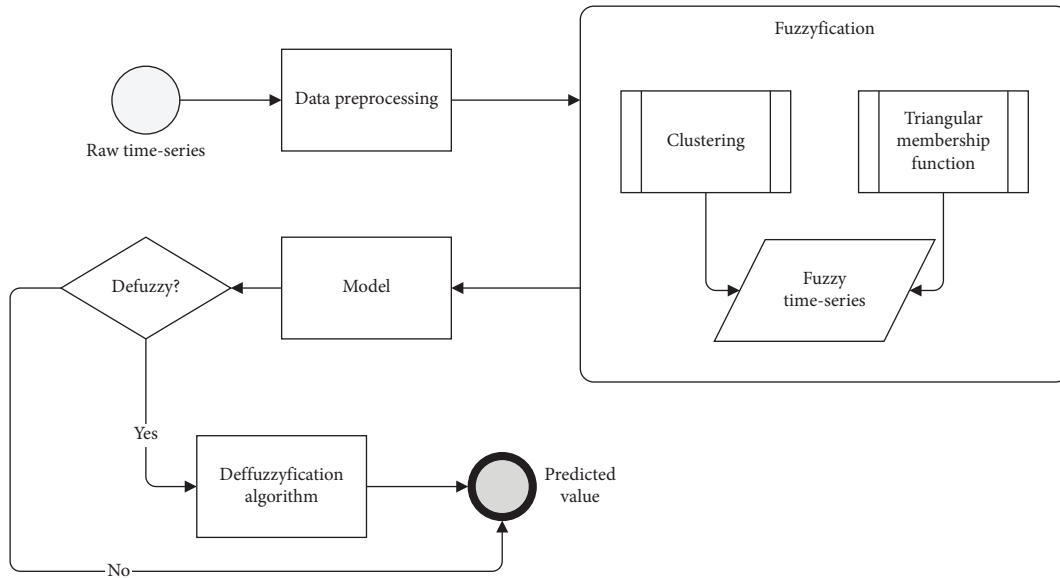 Fuzzyfication
Data preprocessing
Raw time-series
Clustering
Triangular
membership
function
Fuzzy
time-series
Model
Defuzzy?
Yes
Deffuzzyfication
algorithm
Predicted
value
No